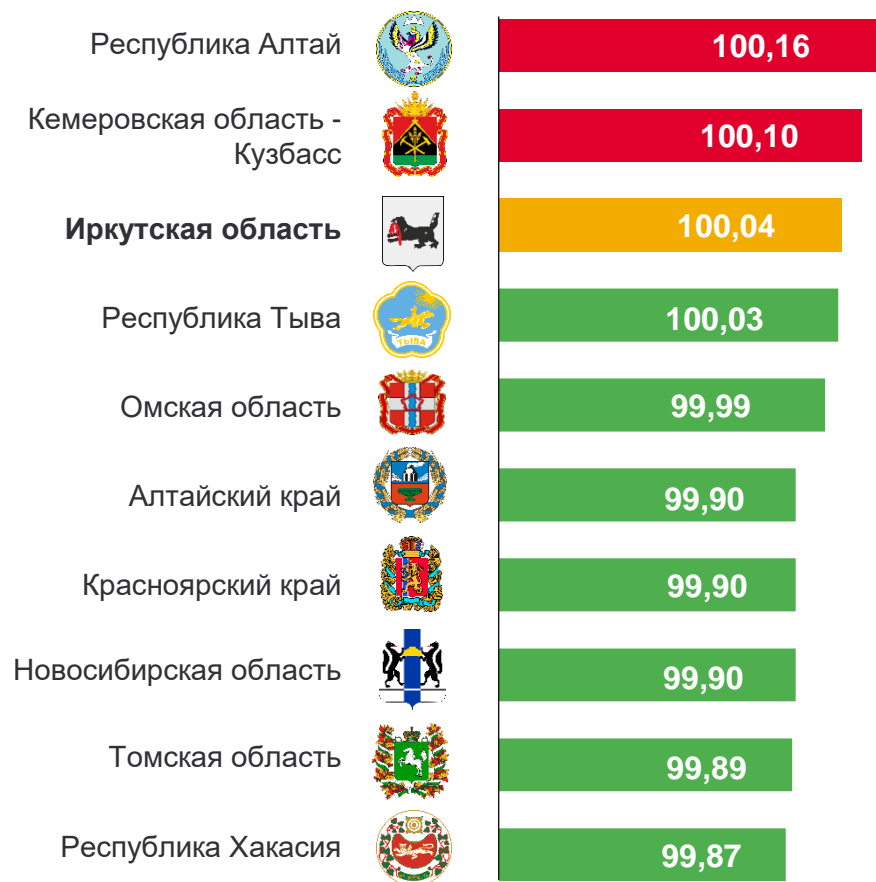 Республика Алтай 100,16
Кемеровская область -
Кузбасс 100,10
Иркутская область 100,04
Республика Тыва ТЫВА 100,03
Омская область 99,99
Алтайский край 99,90
Красноярский край 99,90
Новосибирская область 99,90
Томская область 99,89
Республика Хакасия 99,87